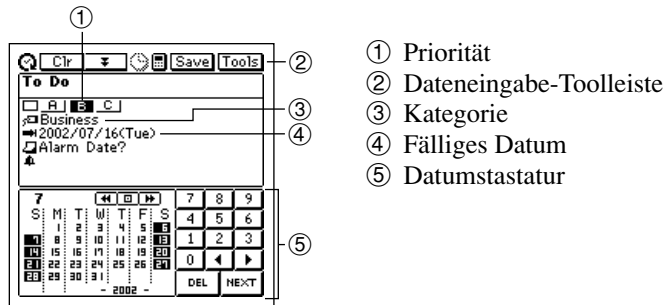 ①
Clr Save Tools ②
To Do
A B C
Business ③
2002/07/16(Tue) ④
Alarm Date?
7
S M T W T F S
1 2 3 4 5 6
7 8 9 10 11 12 13
14 15 16 17 18 19 20
21 22 23 24 25 26 27
28 29 30 31
- 2002 -
7 8 9
4 5 6
1 2 3
0
DEL NEXT
⑤
① Priorität
② Dateneingabe-Toolleiste
③ Kategorie
④ Fälliges Datum
⑤ Datumstastatur